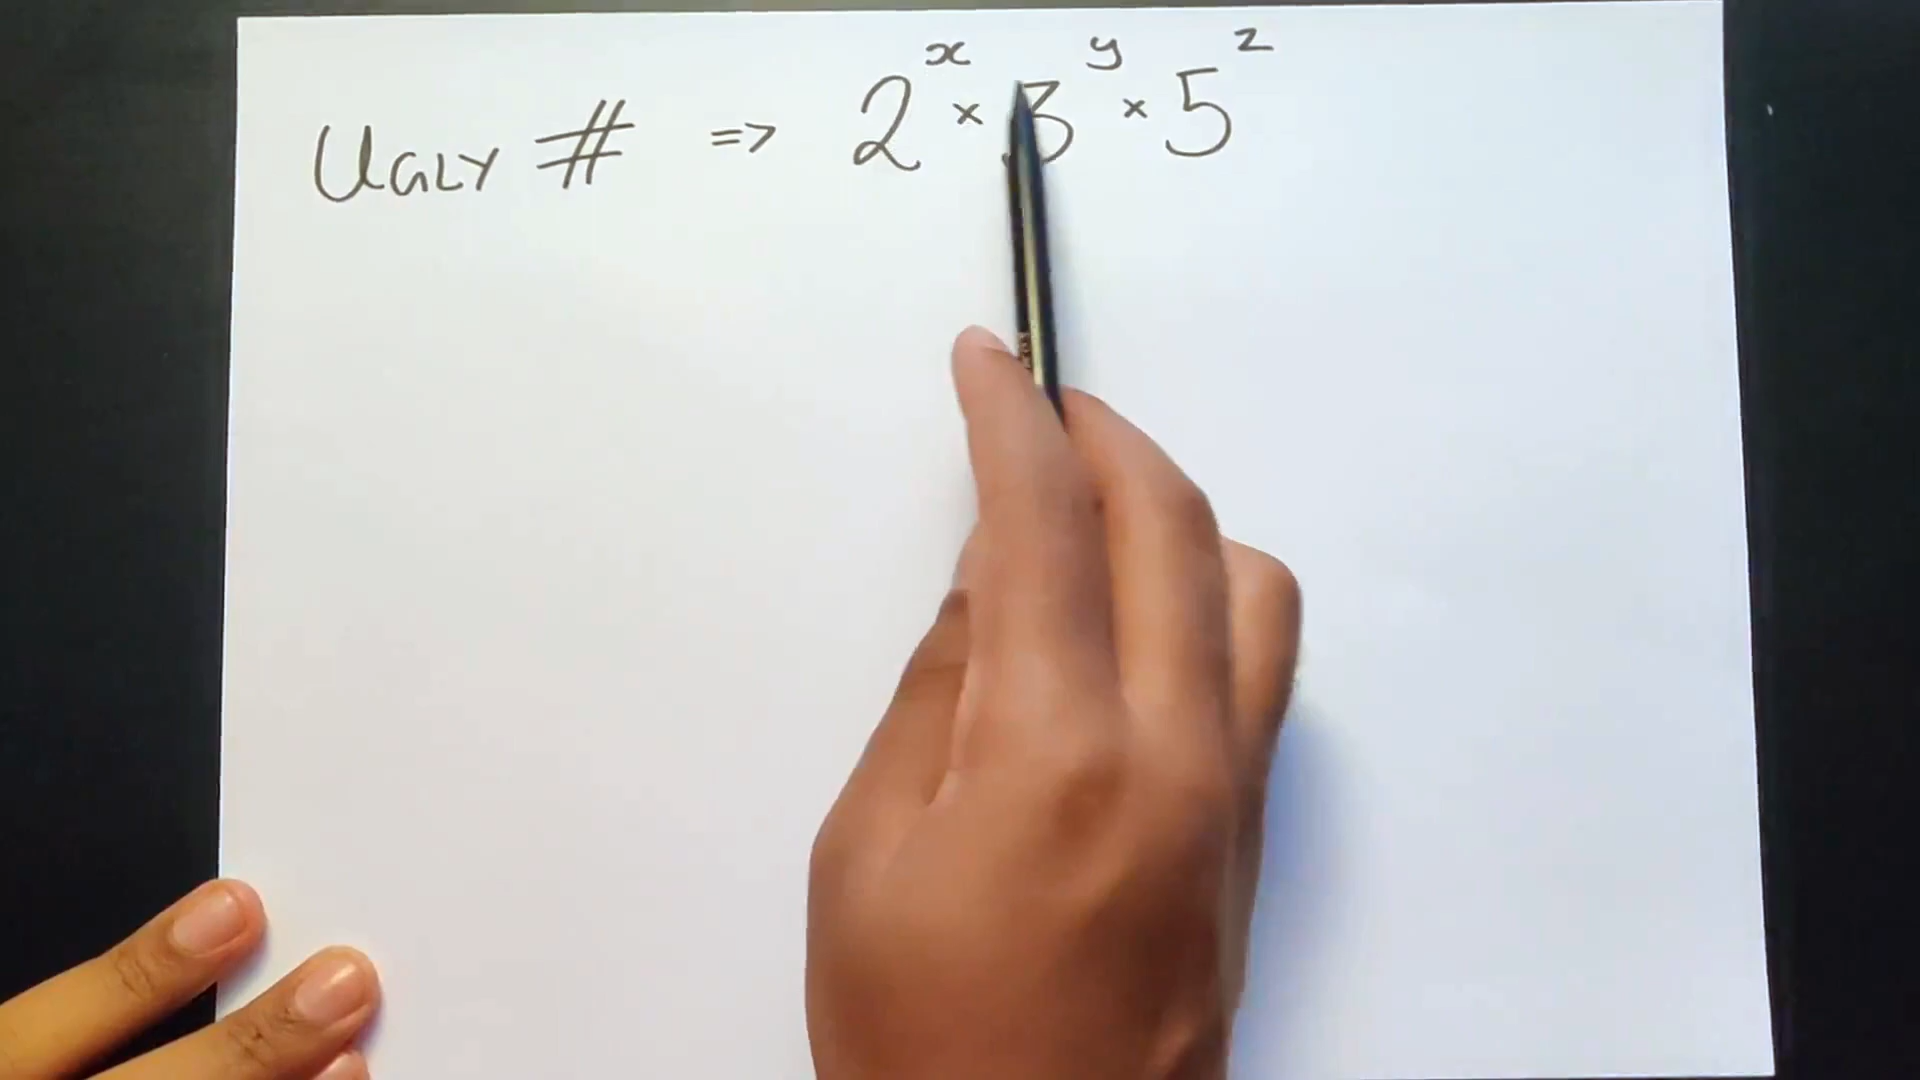 UGLY # => 2^x × 3^y × 5^z